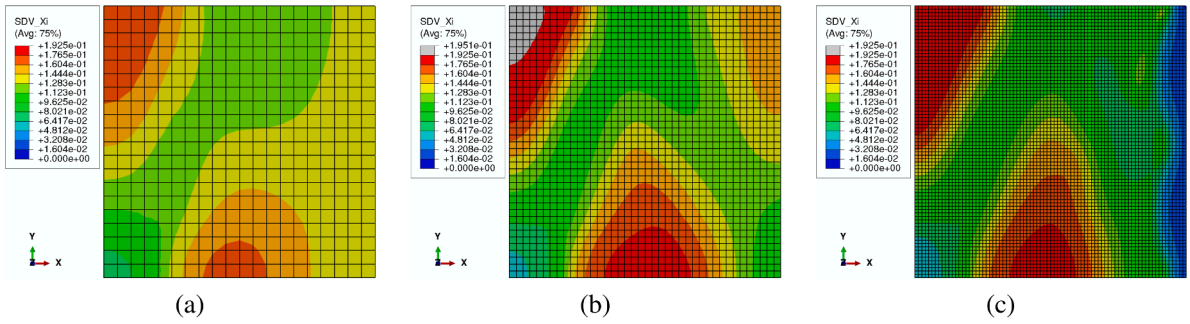 SDV_Xi
(Avg: 75%)
+1.925e-01
+1.765e-01
+1.604e-01
+1.444e-01
+1.283e-01
+1.123e-01
+9.625e-02
+8.021e-02
+6.417e-02
+4.812e-02
+3.208e-02
+1.604e-02
+0.000e+00
Y
Z X
(a)
SDV_Xi
(Avg: 75%)
+1.951e-01
+1.925e-01
+1.765e-01
+1.604e-01
+1.444e-01
+1.283e-01
+1.123e-01
+9.625e-02
+8.021e-02
+6.417e-02
+4.812e-02
+3.208e-02
+1.604e-02
+0.000e+00
Y
Z X
(b)
SDV_Xi
(Avg: 75%)
+1.925e-01
+1.765e-01
+1.604e-01
+1.444e-01
+1.283e-01
+1.123e-01
+9.625e-02
+8.021e-02
+6.417e-02
+4.812e-02
+3.208e-02
+1.604e-02
+0.000e+00
Y
Z X
(c)